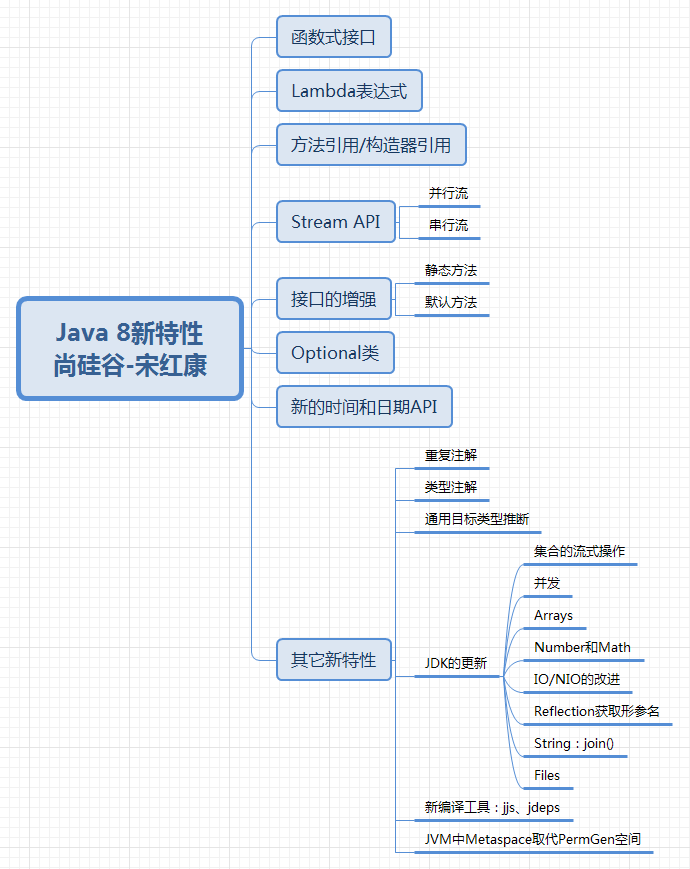 函数式接口
Lambda表达式
方法引用/构造器引用
Stream API
并行流
串行流
Java 8新特性
尚硅谷-宋红康
接口的增强
静态方法
默认方法
Optional类
新的时间和日期API
其它新特性
重复注解
类型注解
通用目标类型推断
JDK的更新
集合的流式操作
并发
Arrays
Number和Math
IO/NIO的改进
Reflection获取形参名
String：join()
Files
新编译工具：jjs、jdeps
JVM中Metaspace取代PermGen空间